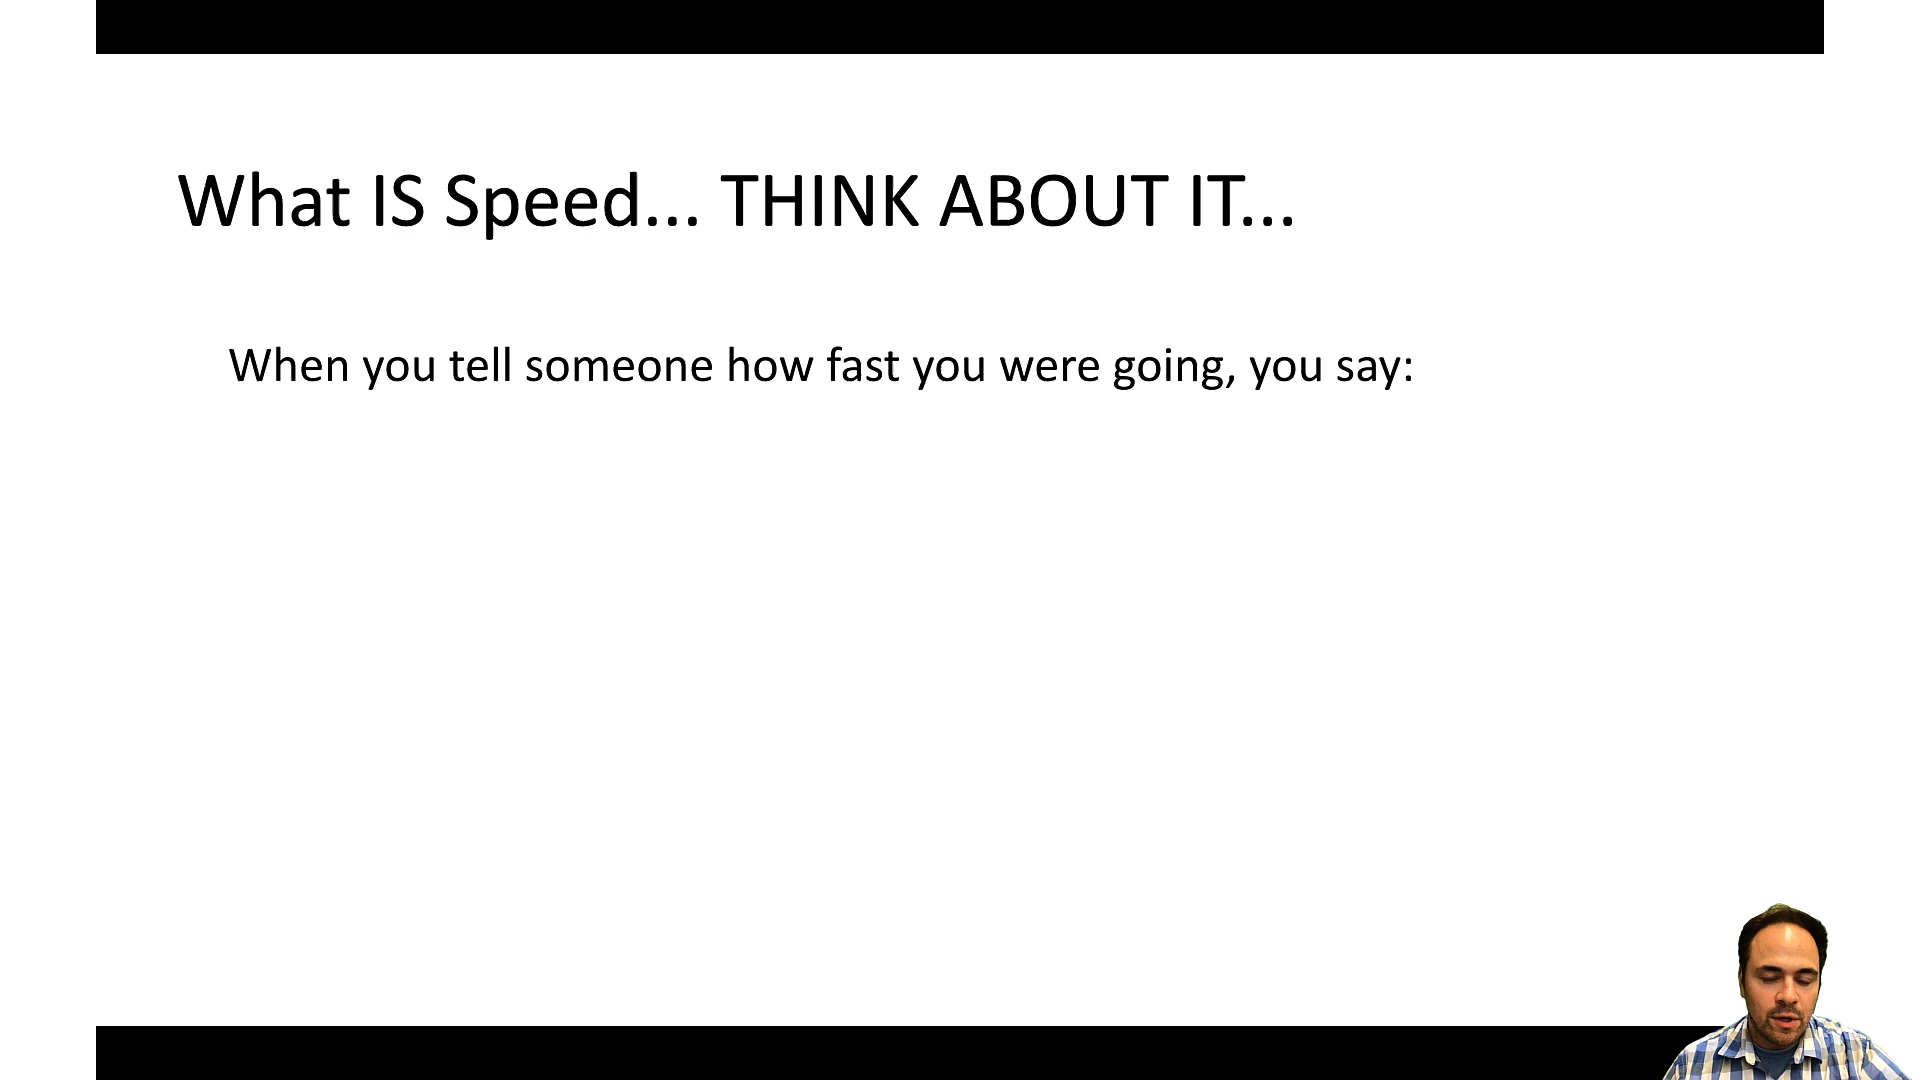 What IS Speed... THINK ABOUT IT...
When you tell someone how fast you were going, you say: